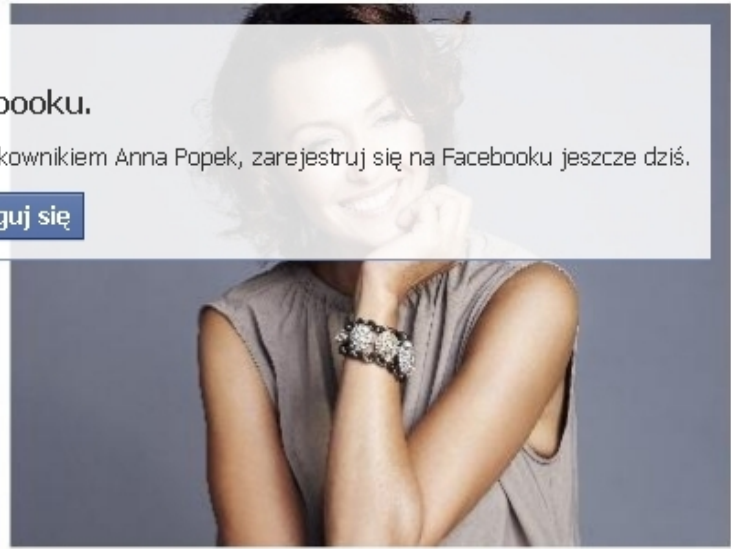 booku.
kownikiem Anna Popek, zarejestruj się na Facebooku jeszcze dziś.
guj się